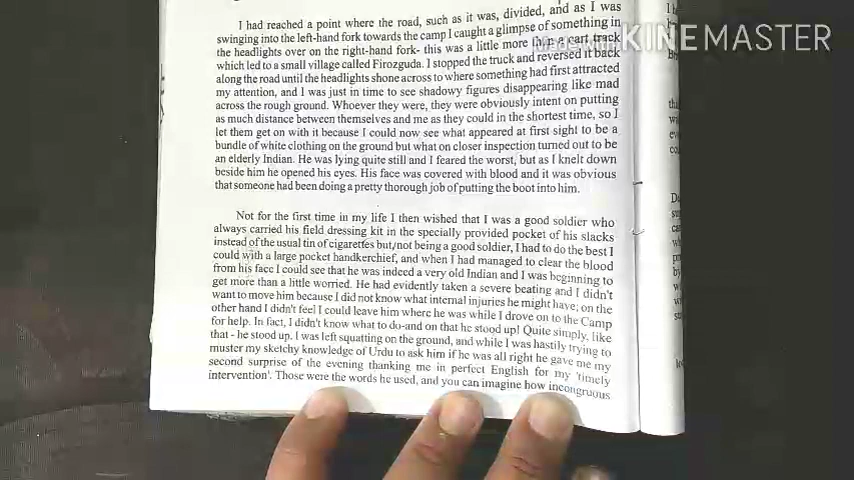 I had reached a point where the road, such as it was, divided, and as I was
swinging into the left-hand fork towards the camp I caught a glimpse of something in
the headlights over on the right-hand fork- this was a little more than a cart track
which led to a small village called Firozguda. I stopped the truck and reversed it back
along the road until the headlights shone across to where something had first attracted
my attention, and I was just in time to see shadowy figures disappearing like mad
across the rough ground. Whoever they were, they were obviously intent on putting
as much distance between themselves and me as they could in the shortest time, so I
let them get on with it because I could now see what appeared at first sight to be a
bundle of white clothing on the ground but what on closer inspection turned out to be
an elderly Indian. He was lying quite still and I feared the worst, but as I knelt down
beside him he opened his eyes. His face was covered with blood and it was obvious
that someone had been doing a pretty thorough job of putting the boot into him.
Not for the first time in my life I then wished that I was a good soldier who
always carried his field dressing kit in the specially provided pocket of his slacks
instead of the usual tin of cigarettes but/not being a good soldier, I had to do the best I
could with a large pocket handkerchief, and when I had managed to clear the blood
from his face I could see that he was indeed a very old Indian and I was beginning to
get more than a little worried. He had evidently taken a severe beating and I didn't
want to move him because I did not know what internal injuries he might have; on the
other hand I didn't feel I could leave him where he was while I drove on to the Camp
for help. In fact, I didn't know what to do-and on that he stood up! Quite simply, like
that - he stood up. I was left squatting on the ground, and while I was hastily trying to
muster my sketchy knowledge of Urdu to ask him if he was all right he gave me my
second surprise of the evening thanking me in perfect English for my 'timely
intervention'. Those were the words he used, and you can imagine how incongruous
KINEMASTER